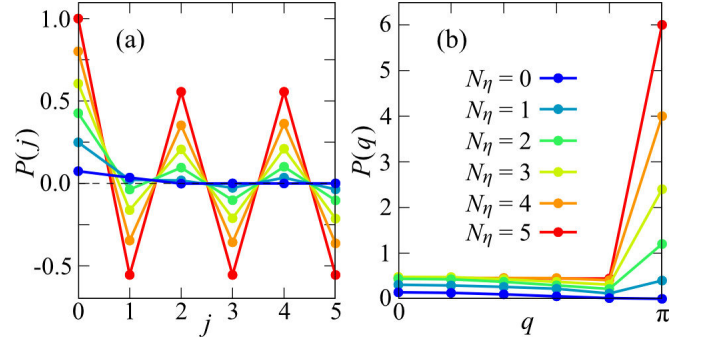 1.0
0.5
0.0
-0.5
P(j)
(a)
0 1 2 3 4 5
j
6
5
4
3
2
1
0
P(q)
(b)
Nη = 0
Nη = 1
Nη = 2
Nη = 3
Nη = 4
Nη = 5
0 q π